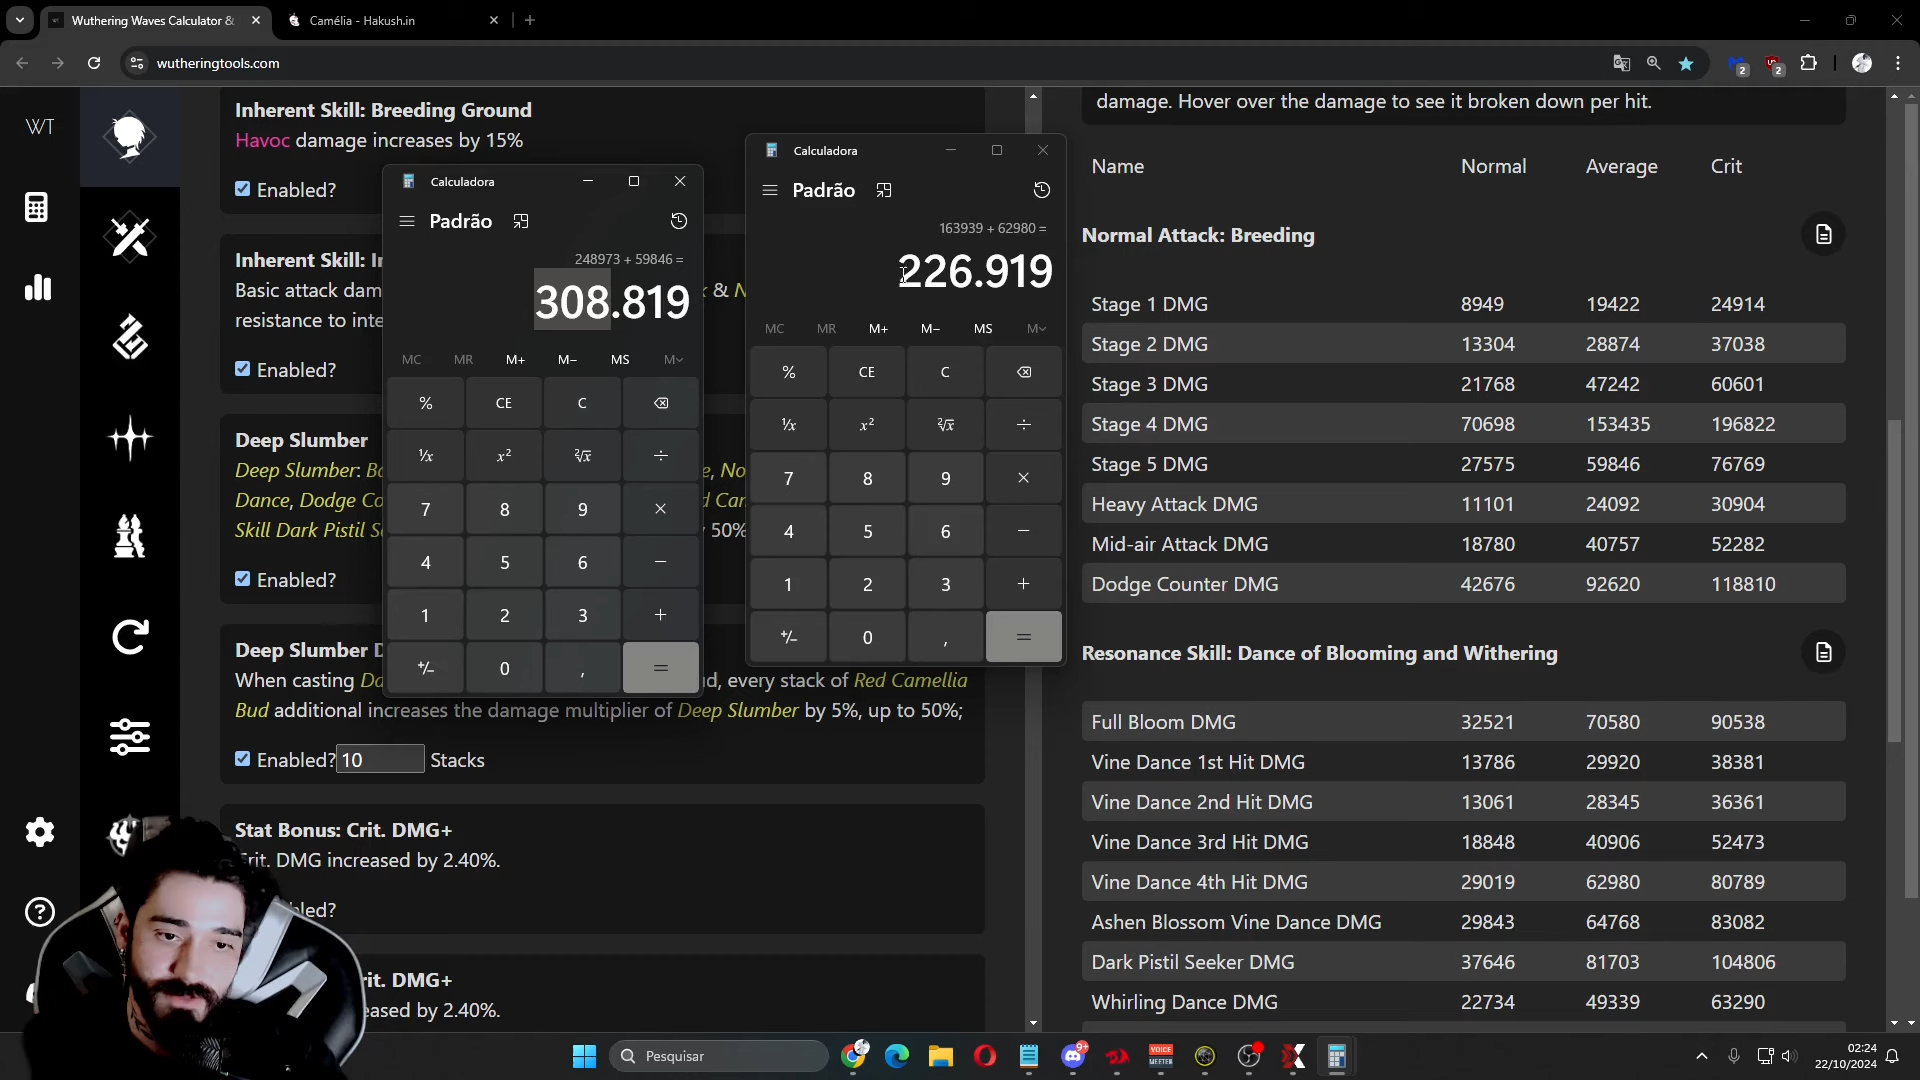 Wuthering Waves Calculator &
Camélia - Hakush.in
wutheringtools.com
2
2
WT
Inherent Skill: Breeding Ground
Havoc damage increases by 15%
Enabled?
Basic attack dam
resistance to inte
Enabled?
Deep Slumber
Deep Slumber:
Dance, Dodge Co
Skill Dark Pistil
Enabled?
Deep Slumber
When casting
every stack of Red Camellia
Bud additional increases the damage multiplier of Deep Slumber by 5%, up to 50%;
Enabled? 10 Stacks
Stat Bonus: Crit. DMG+
Crit. DMG increased by 2.40%.
rit. DMG+
eased by 2.40%.
Calculadora
Padrão
248973 + 59846 =
308.819
MC MR M+ M− MS M˅
% CE C ⌫
¹/x x² ²√x ÷
7 8 9 ×
4 5 6 −
1 2 3 +
+/− 0 , =
Calculadora
Padrão
163939 + 62980 =
226.919
MC MR M+ M− MS M˅
% CE C ⌫
¹/x x² ²√x ÷
7 8 9 ×
4 5 6 −
1 2 3 +
+/− 0 , =
damage. Hover over the damage to see it broken down per hit.
Name Normal Average Crit
Normal Attack: Breeding
Stage 1 DMG 8949 19422 24914
Stage 2 DMG 13304 28874 37038
Stage 3 DMG 21768 47242 60601
Stage 4 DMG 70698 153435 196822
Stage 5 DMG 27575 59846 76769
Heavy Attack DMG 11101 24092 30904
Mid-air Attack DMG 18780 40757 52282
Dodge Counter DMG 42676 92620 118810
Resonance Skill: Dance of Blooming and Withering
Full Bloom DMG 32521 70580 90538
Vine Dance 1st Hit DMG 13786 29920 38381
Vine Dance 2nd Hit DMG 13061 28345 36361
Vine Dance 3rd Hit DMG 18848 40906 52473
Vine Dance 4th Hit DMG 29019 62980 80789
Ashen Blossom Vine Dance DMG 29843 64768 83082
Dark Pistil Seeker DMG 37646 81703 104806
Whirling Dance DMG 22734 49339 63290
Pesquisar
9+
VOICE
MEETER
02:24
22/10/2024